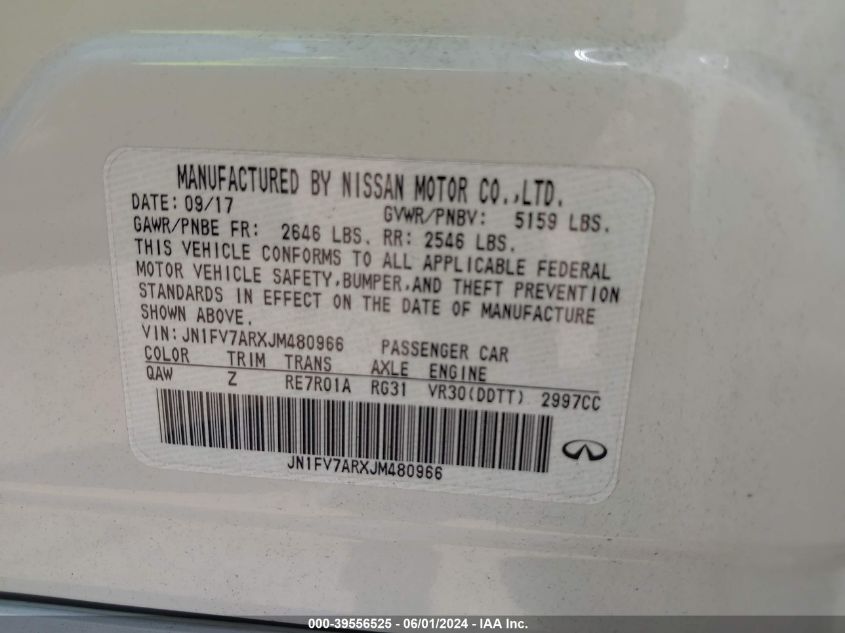 MANUFACTURED BY NISSAN MOTOR CO.,LTD.
DATE: 09/17 GVWR/PNBV: 5159 LBS.
GAWR/PNBE FR: 2646 LBS. RR: 2546 LBS.
THIS VEHICLE CONFORMS TO ALL APPLICABLE FEDERAL
MOTOR VEHICLE SAFETY,BUMPER,AND THEFT PREVENTION
STANDARDS IN EFFECT ON THE DATE OF MANUFACTURE
SHOWN ABOVE.
VIN:JN1FV7ARXJM480966 PASSENGER CAR
COLOR TRIM TRANS AXLE ENGINE
QAW Z RE7R01A RG31 VR30(DDTT) 2997CC
JN1FV7ARXJM480966
000-39556525 - 06/01/2024 - IAA Inc.